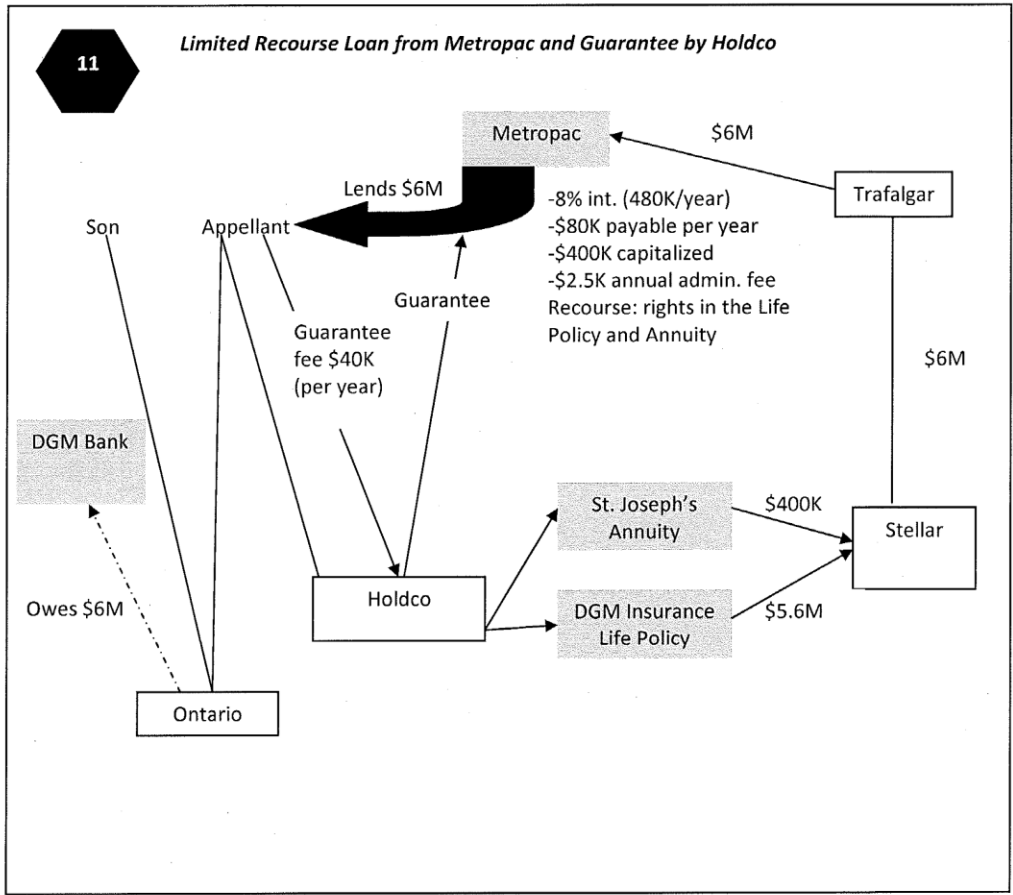 11
Limited Recourse Loan from Metropac and Guarantee by Holdco
Metropac
$6M
Trafalgar
Lends $6M
-8% int. (480K/year)
-$80K payable per year
-$400K capitalized
-$2.5K annual admin. fee
Recourse: rights in the Life
Policy and Annuity
Son
Appellant
Guarantee
Guarantee
fee $40K
(per year)
$6M
DGM Bank
St. Joseph's
Annuity
$400K
Stellar
Holdco
DGM Insurance
Life Policy
$5.6M
Owes $6M
Ontario